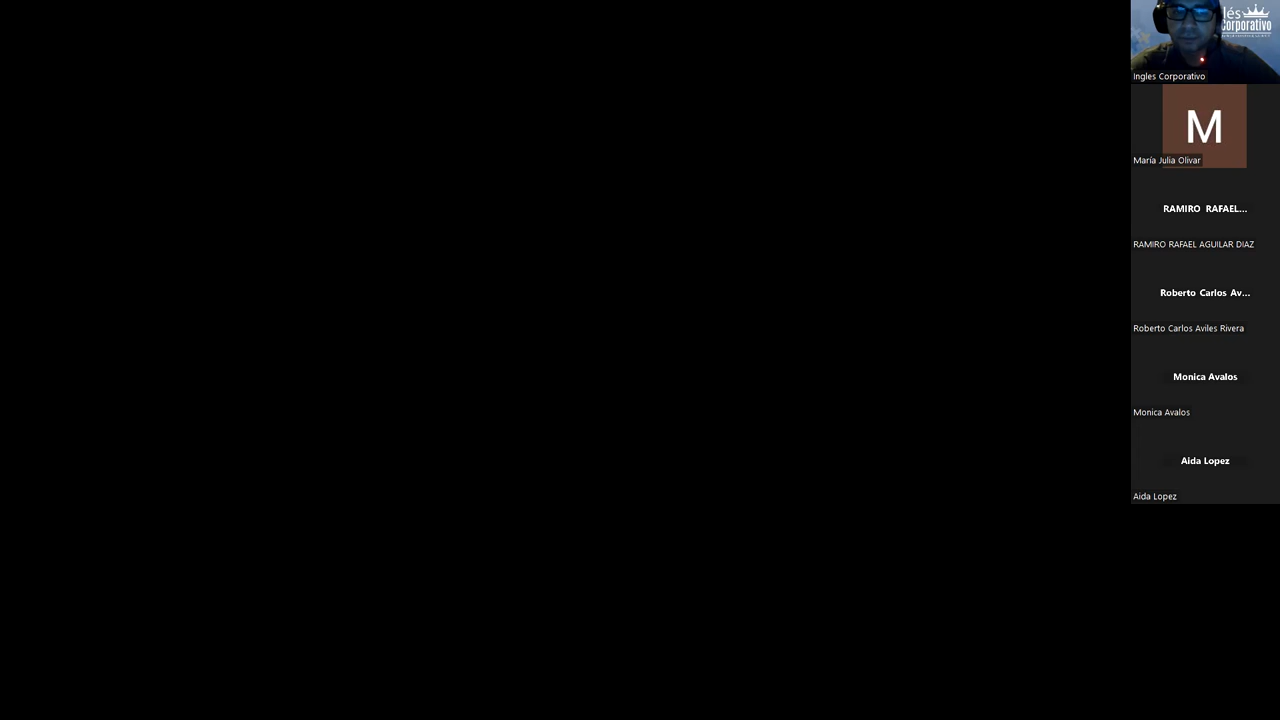 lés
Corporativo
Ingles Corporativo
M
María Julia Olivar
RAMIRO RAFAEL...
RAMIRO RAFAEL AGUILAR DIAZ
Roberto Carlos Av...
Roberto Carlos Aviles Rivera
Monica Avalos
Monica Avalos
Aida Lopez
Aida Lopez